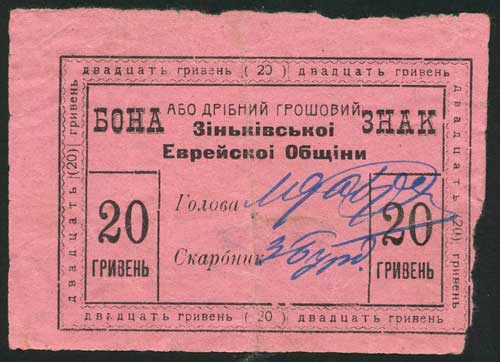 двадцать гривень (20) двадцать гривень
БОНА АБО ДРІБНИЙ ГРОШОВИЙ ЗНАК
Зіньківської
Еврейскоі Общіни
Голова
Скарбник
20
ГРИВЕНЬ
20
ГРИВЕНЬ
двадцать (20) гривень
двадцать (20) гривень
двадцать гривень (20) двадцать гривень